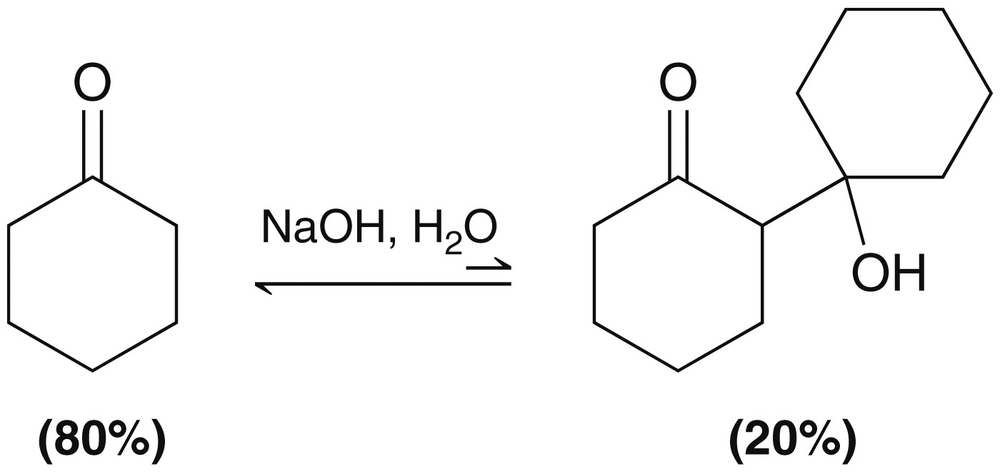 O
O
NaOH, H₂O
OH
(80%)
(20%)